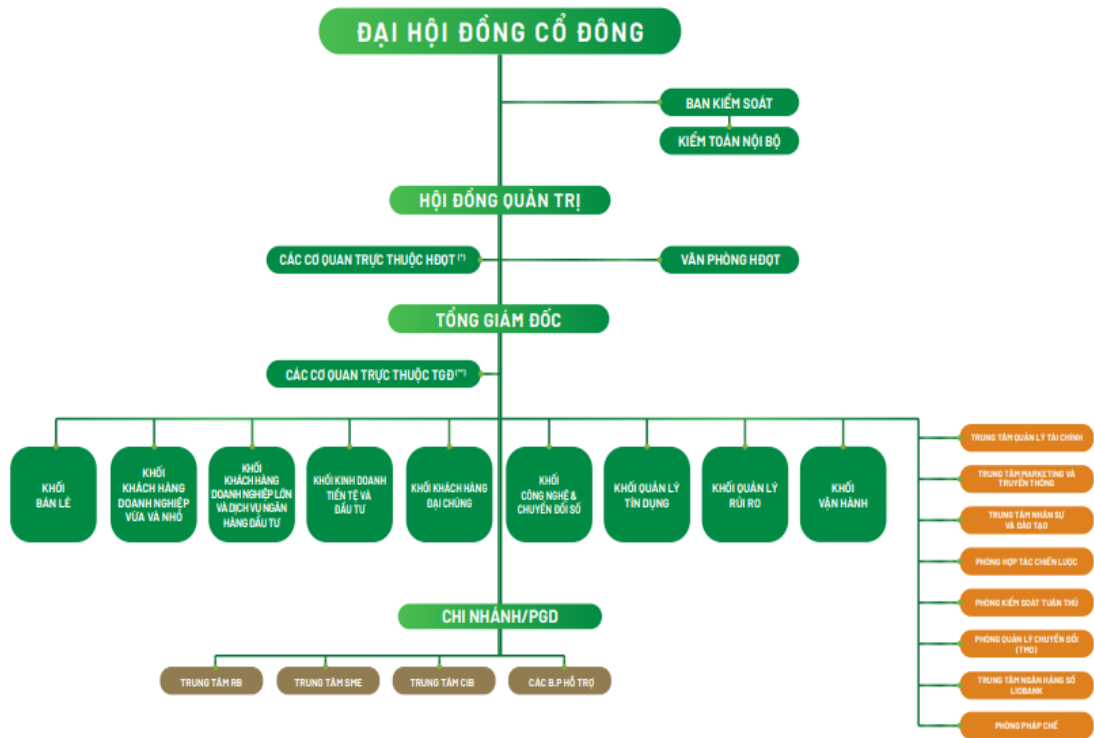 ĐẠI HỘI ĐỒNG CỔ ĐÔNG
BAN KIỂM SOÁT
KIỂM TOÁN NỘI BỘ
HỘI ĐỒNG QUẢN TRỊ
CÁC CƠ QUAN TRỰC THUỘC HĐQT (*)
VĂN PHÒNG HĐQT
TỔNG GIÁM ĐỐC
CÁC CƠ QUAN TRỰC THUỘC TGĐ (**)
KHỐI
BÁN LẺ
KHỐI
KHÁCH HÀNG
DOANH NGHIỆP
VỪA VÀ NHỎ
KHỐI
KHÁCH HÀNG
DOANH NGHIỆP LỚN
VÀ DỊCH VỤ NGÂN
HÀNG ĐẦU TƯ
KHỐI KINH DOANH
TIỀN TỆ VÀ
ĐẦU TƯ
KHỐI KHÁCH HÀNG
ĐẠI CHÚNG
KHỐI
CÔNG NGHỆ &
CHUYỂN ĐỔI SỐ
KHỐI QUẢN LÝ
TÍN DỤNG
KHỐI QUẢN LÝ
RỦI RO
KHỐI
VẬN HÀNH
TRUNG TÂM QUẢN LÝ TÀI CHÍNH
TRUNG TÂM MARKETING VÀ
TRUYỀN THÔNG
TRUNG TÂM NHÂN SỰ
VÀ ĐÀO TẠO
PHÒNG HỢP TÁC CHIẾN LƯỢC
PHÒNG KIỂM SOÁT TUÂN THỦ
PHÒNG QUẢN LÝ CHUYỂN ĐỔI
(TMO)
TRUNG TÂM NGÂN HÀNG SỐ
LIOBANK
PHÒNG PHÁP CHẾ
CHI NHÁNH/PGD
TRUNG TÂM RB
TRUNG TÂM SME
TRUNG TÂM CIB
CÁC B.P HỖ TRỢ